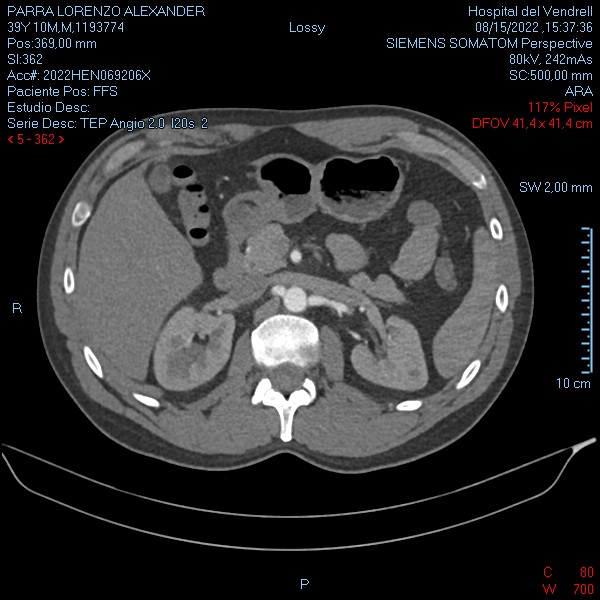 PARRA LORENZO ALEXANDER
39Y 10M,M,1193774
Pos:369,00 mm
SI:362
Acc#: 2022HEN069206X
Paciente Pos: FFS
Estudio Desc:
Serie Desc: TEP Angio 2.0 I20s 2
< 5 - 362 >
Lossy
Hospital del Vendrell
08/15/2022 ,15:37:36
SIEMENS SOMATOM Perspective
80kV, 242mAs
SC:500,00 mm
ARA
117% Pixel
DFOV 41,4 x 41,4 cm
SW 2,00 mm
R
10 cm
P
C 80
W 700